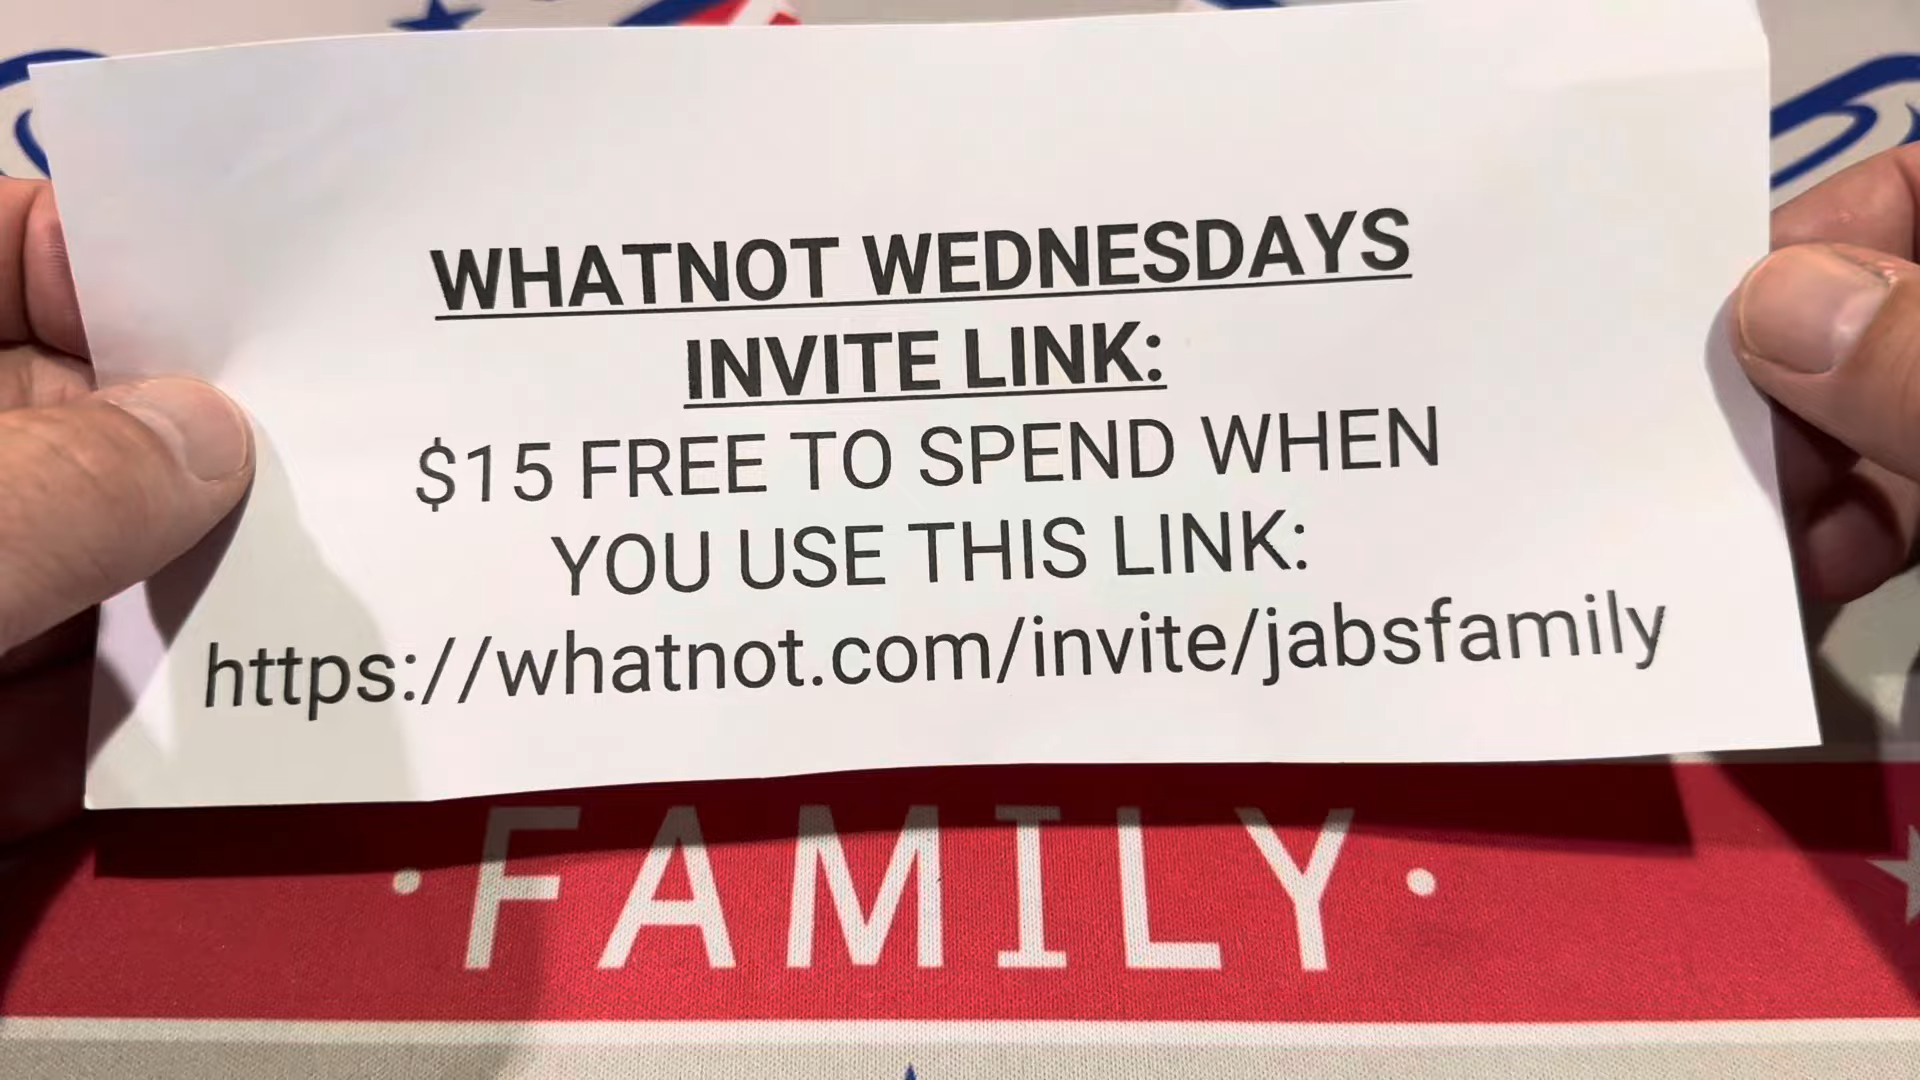 WHATNOT WEDNESDAYS
INVITE LINK:
$15 FREE TO SPEND WHEN
YOU USE THIS LINK:
https://whatnot.com/invite/jabsfamily
·FAMILY·